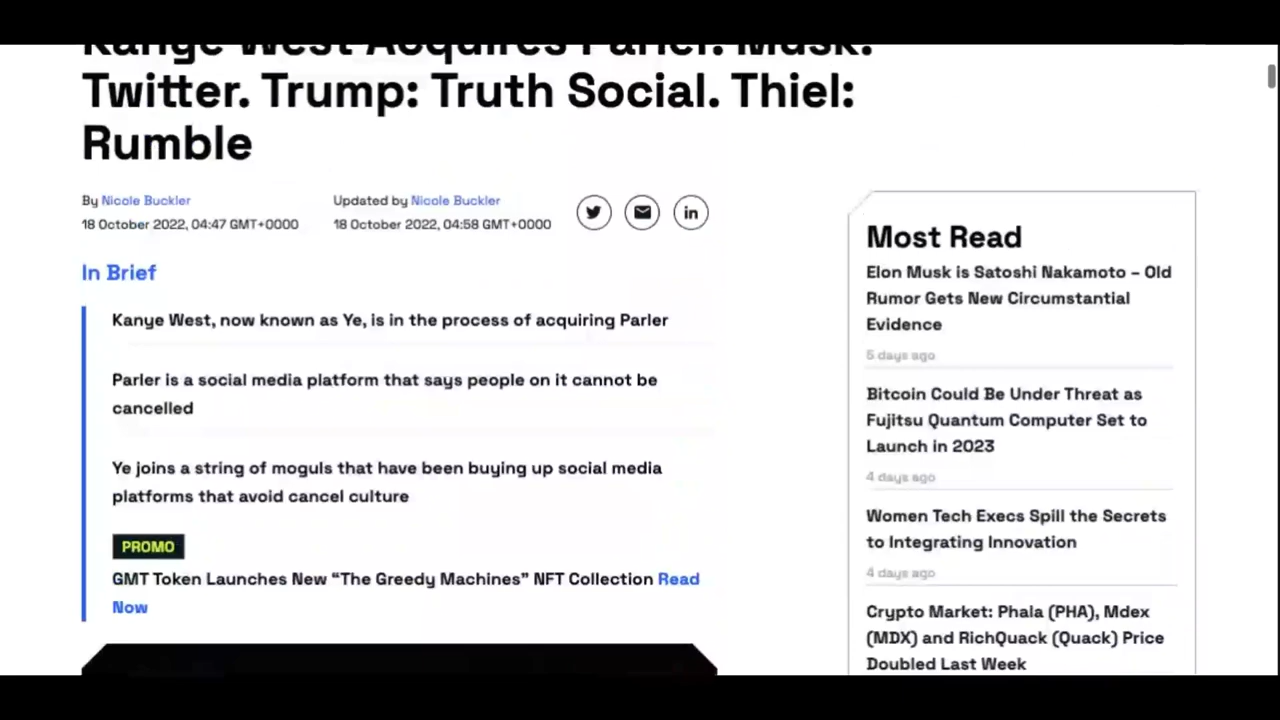 Kanye West Acquires Parler. Musk:
Twitter. Trump: Truth Social. Thiel:
Rumble
By Nicole Buckler
18 October 2022, 04:47 GMT+0000
Updated by Nicole Buckler
18 October 2022, 04:58 GMT+0000
in
In Brief
Kanye West, now known as Ye, is in the process of acquiring Parler
Parler is a social media platform that says people on it cannot be
cancelled
Ye joins a string of moguls that have been buying up social media
platforms that avoid cancel culture
PROMO
GMT Token Launches New “The Greedy Machines” NFT Collection Read
Now
Most Read
Elon Musk is Satoshi Nakamoto – Old
Rumor Gets New Circumstantial
Evidence
5 days ago
Bitcoin Could Be Under Threat as
Fujitsu Quantum Computer Set to
Launch in 2023
4 days ago
Women Tech Execs Spill the Secrets
to Integrating Innovation
4 days ago
Crypto Market: Phala (PHA), Mdex
(MDX) and RichQuack (Quack) Price
Doubled Last Week